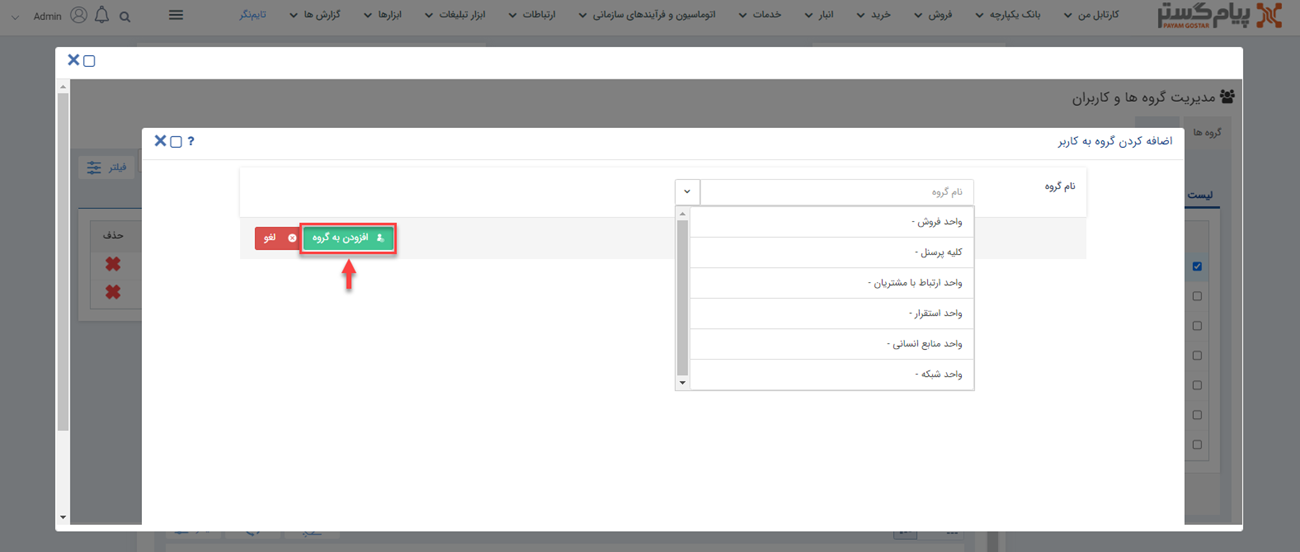 پیام گستر
PAYAM GOSTAR
کارتابل من
بانک یکپارچه
فروش
خرید
انبار
خدمات
اتوماسیون و فرآیندهای سازمانی
ارتباطات
ابزار تبلیغات
ابزارها
گزارش ها
تایم‌نگر
Admin
مدیریت گروه ها و کاربران
گروه ها
فیلتر
لیست
حذف
اضافه کردن گروه به کاربر
?
نام گروه
نام گروه
واحد فروش -
کلیه پرسنل -
واحد ارتباط با مشتریان -
واحد استقرار -
واحد منابع انسانی -
واحد شبکه -
افزودن به گروه
لغو